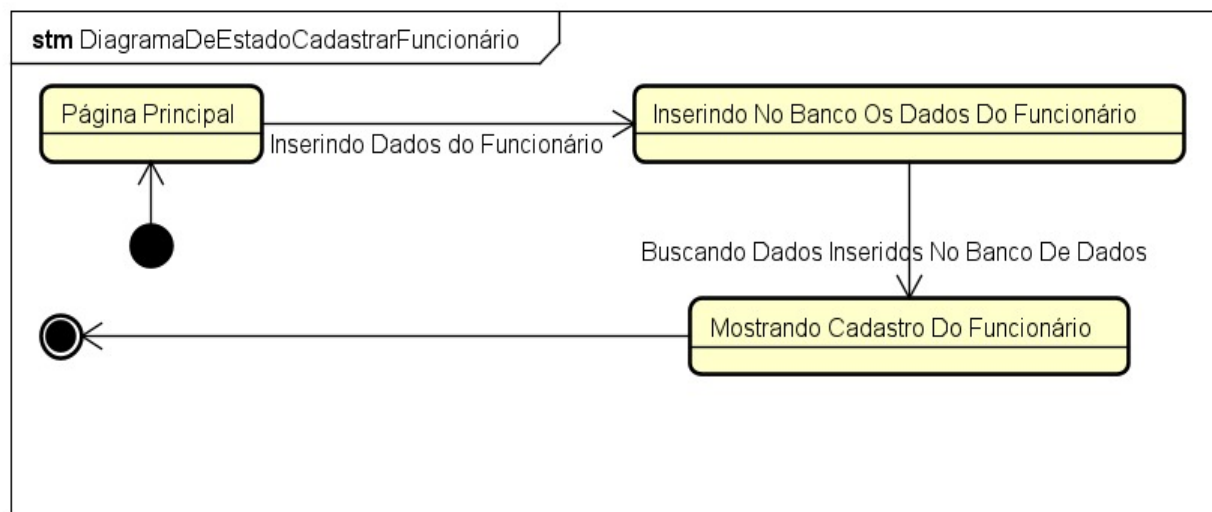 stm DiagramaDeEstadoCadastrarFuncionário
Página Principal
Inserindo No Banco Os Dados Do Funcionário
Inserindo Dados do Funcionário
Buscando Dados Inseridos No Banco De Dados
Mostrando Cadastro Do Funcionário